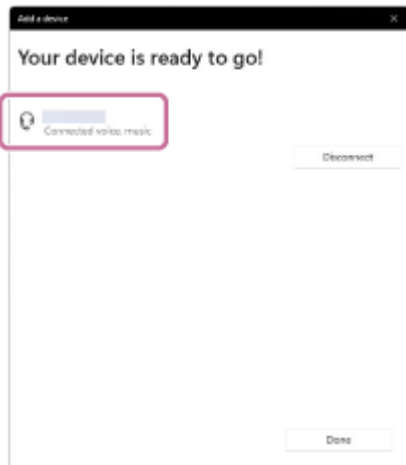 Add a device
Your device is ready to go!
Connected voice, music
Disconnect
Done